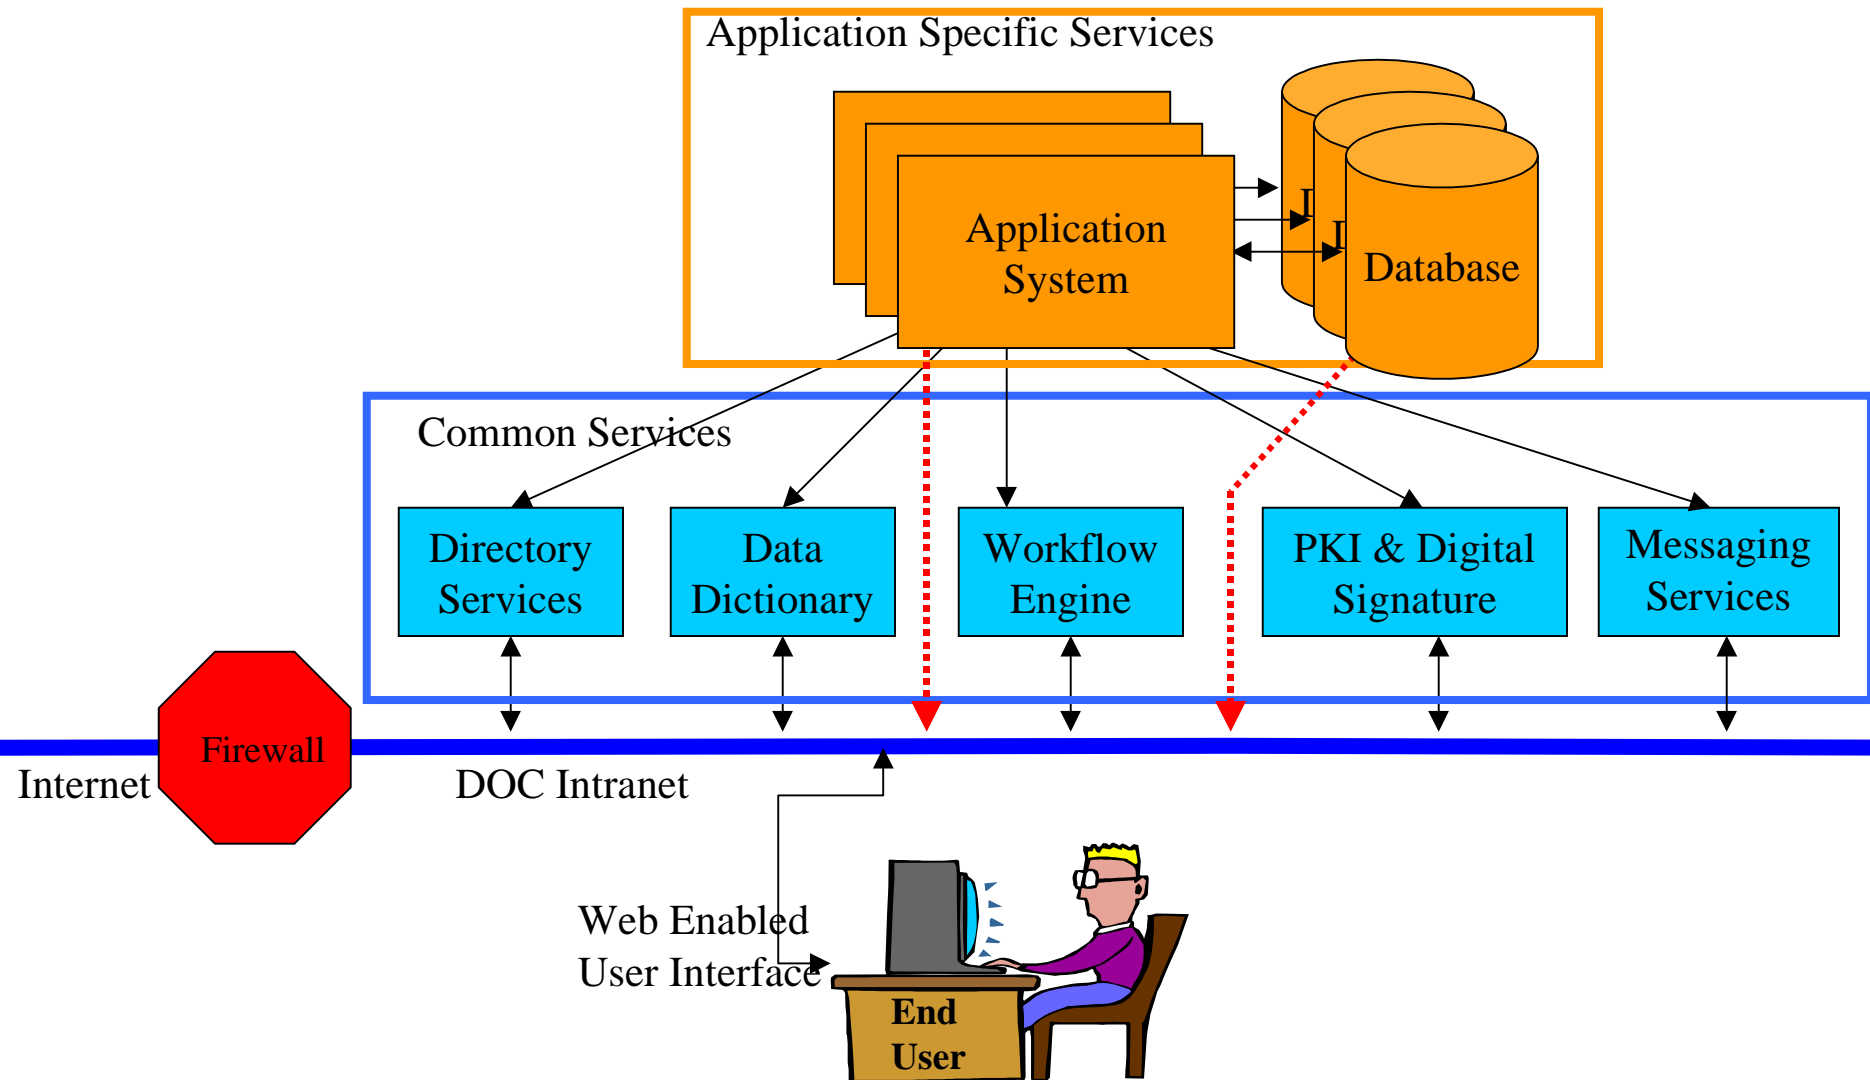 Application Specific Services
Application
System
Database
Common Services
Directory
Services
Data
Dictionary
Workflow
Engine
PKI & Digital
Signature
Messaging
Services
Firewall
Internet
DOC Intranet
Web Enabled
User Interface
End
User